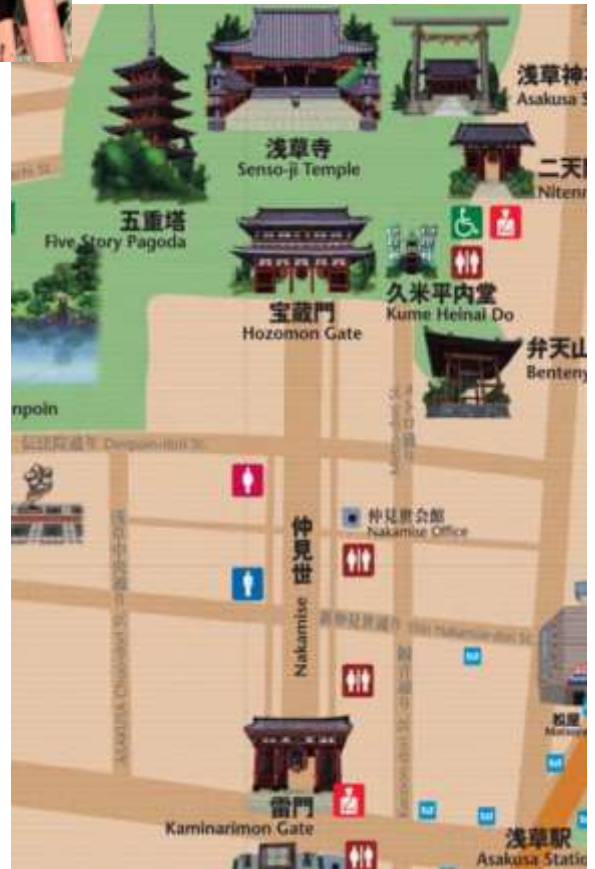 浅草神
Asakusa S
浅草寺
Senso-ji Temple
二天
Niten
五重塔
Five Story Pagoda
宝蔵門
Hozomon Gate
久米平内堂
Kume Heinai Do
弁天山
Benteny
npoin
伝法院通り Denpoin-dori St.
仲見世
Nakamise
仲見世会館
Nakamise Office
新仲見世通り Shin Nakamise-dori St.
雷門
Kaminarimon Gate
松屋
浅草駅
Asakusa Statio